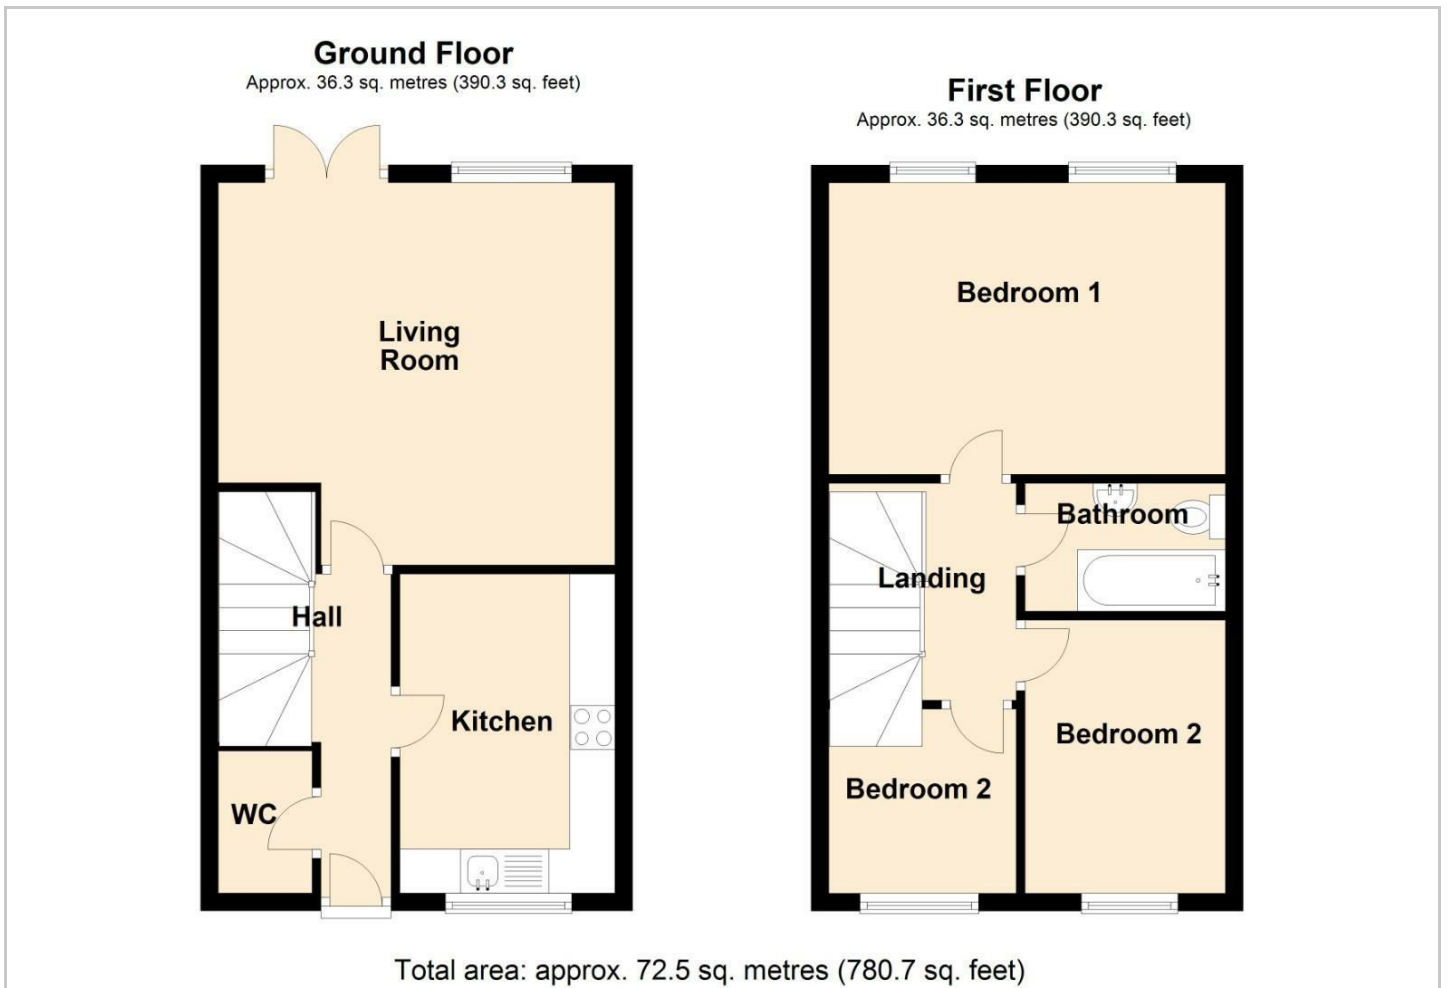 Ground Floor
Approx. 36.3 sq. metres (390.3 sq. feet)
Living
Room
Hall
Kitchen
WC
First Floor
Approx. 36.3 sq. metres (390.3 sq. feet)
Bedroom 1
Bathroom
Landing
Bedroom 2
Bedroom 2
Total area: approx. 72.5 sq. metres (780.7 sq. feet)